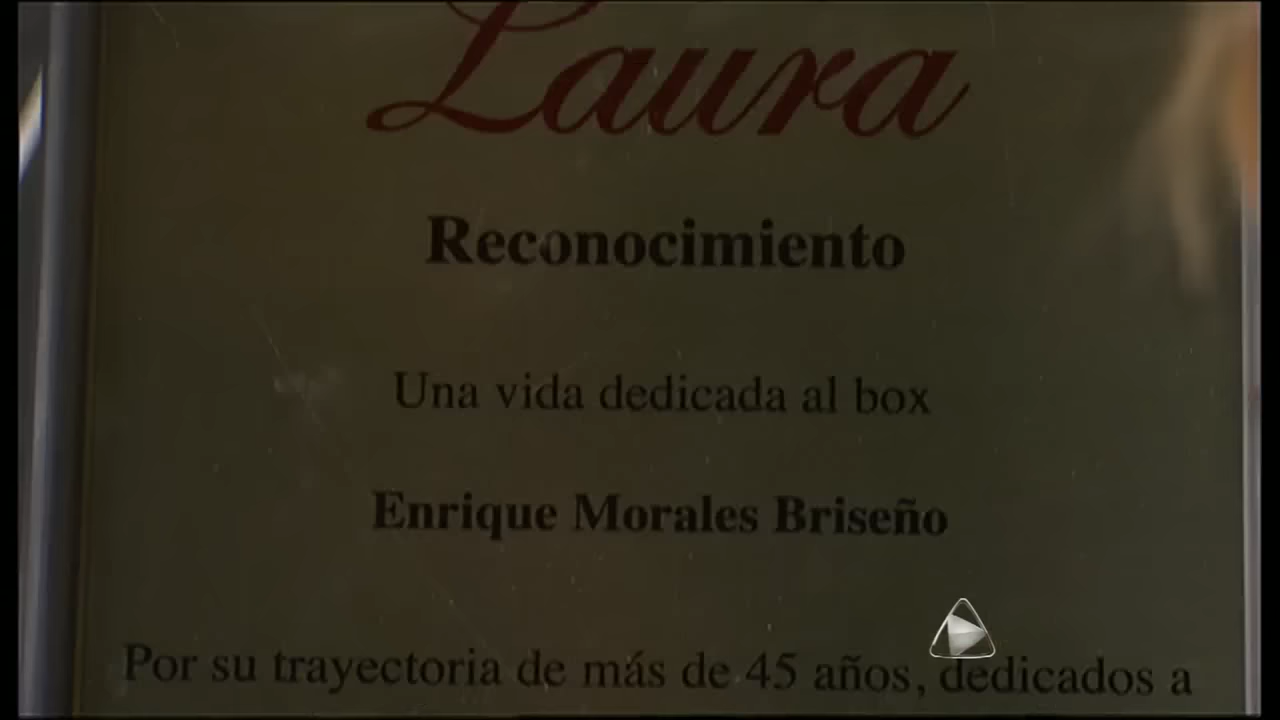 Laura
Reconocimiento
Una vida dedicada al box
Enrique Morales Briseño
Por su trayectoria de más de 45 años, dedicados a